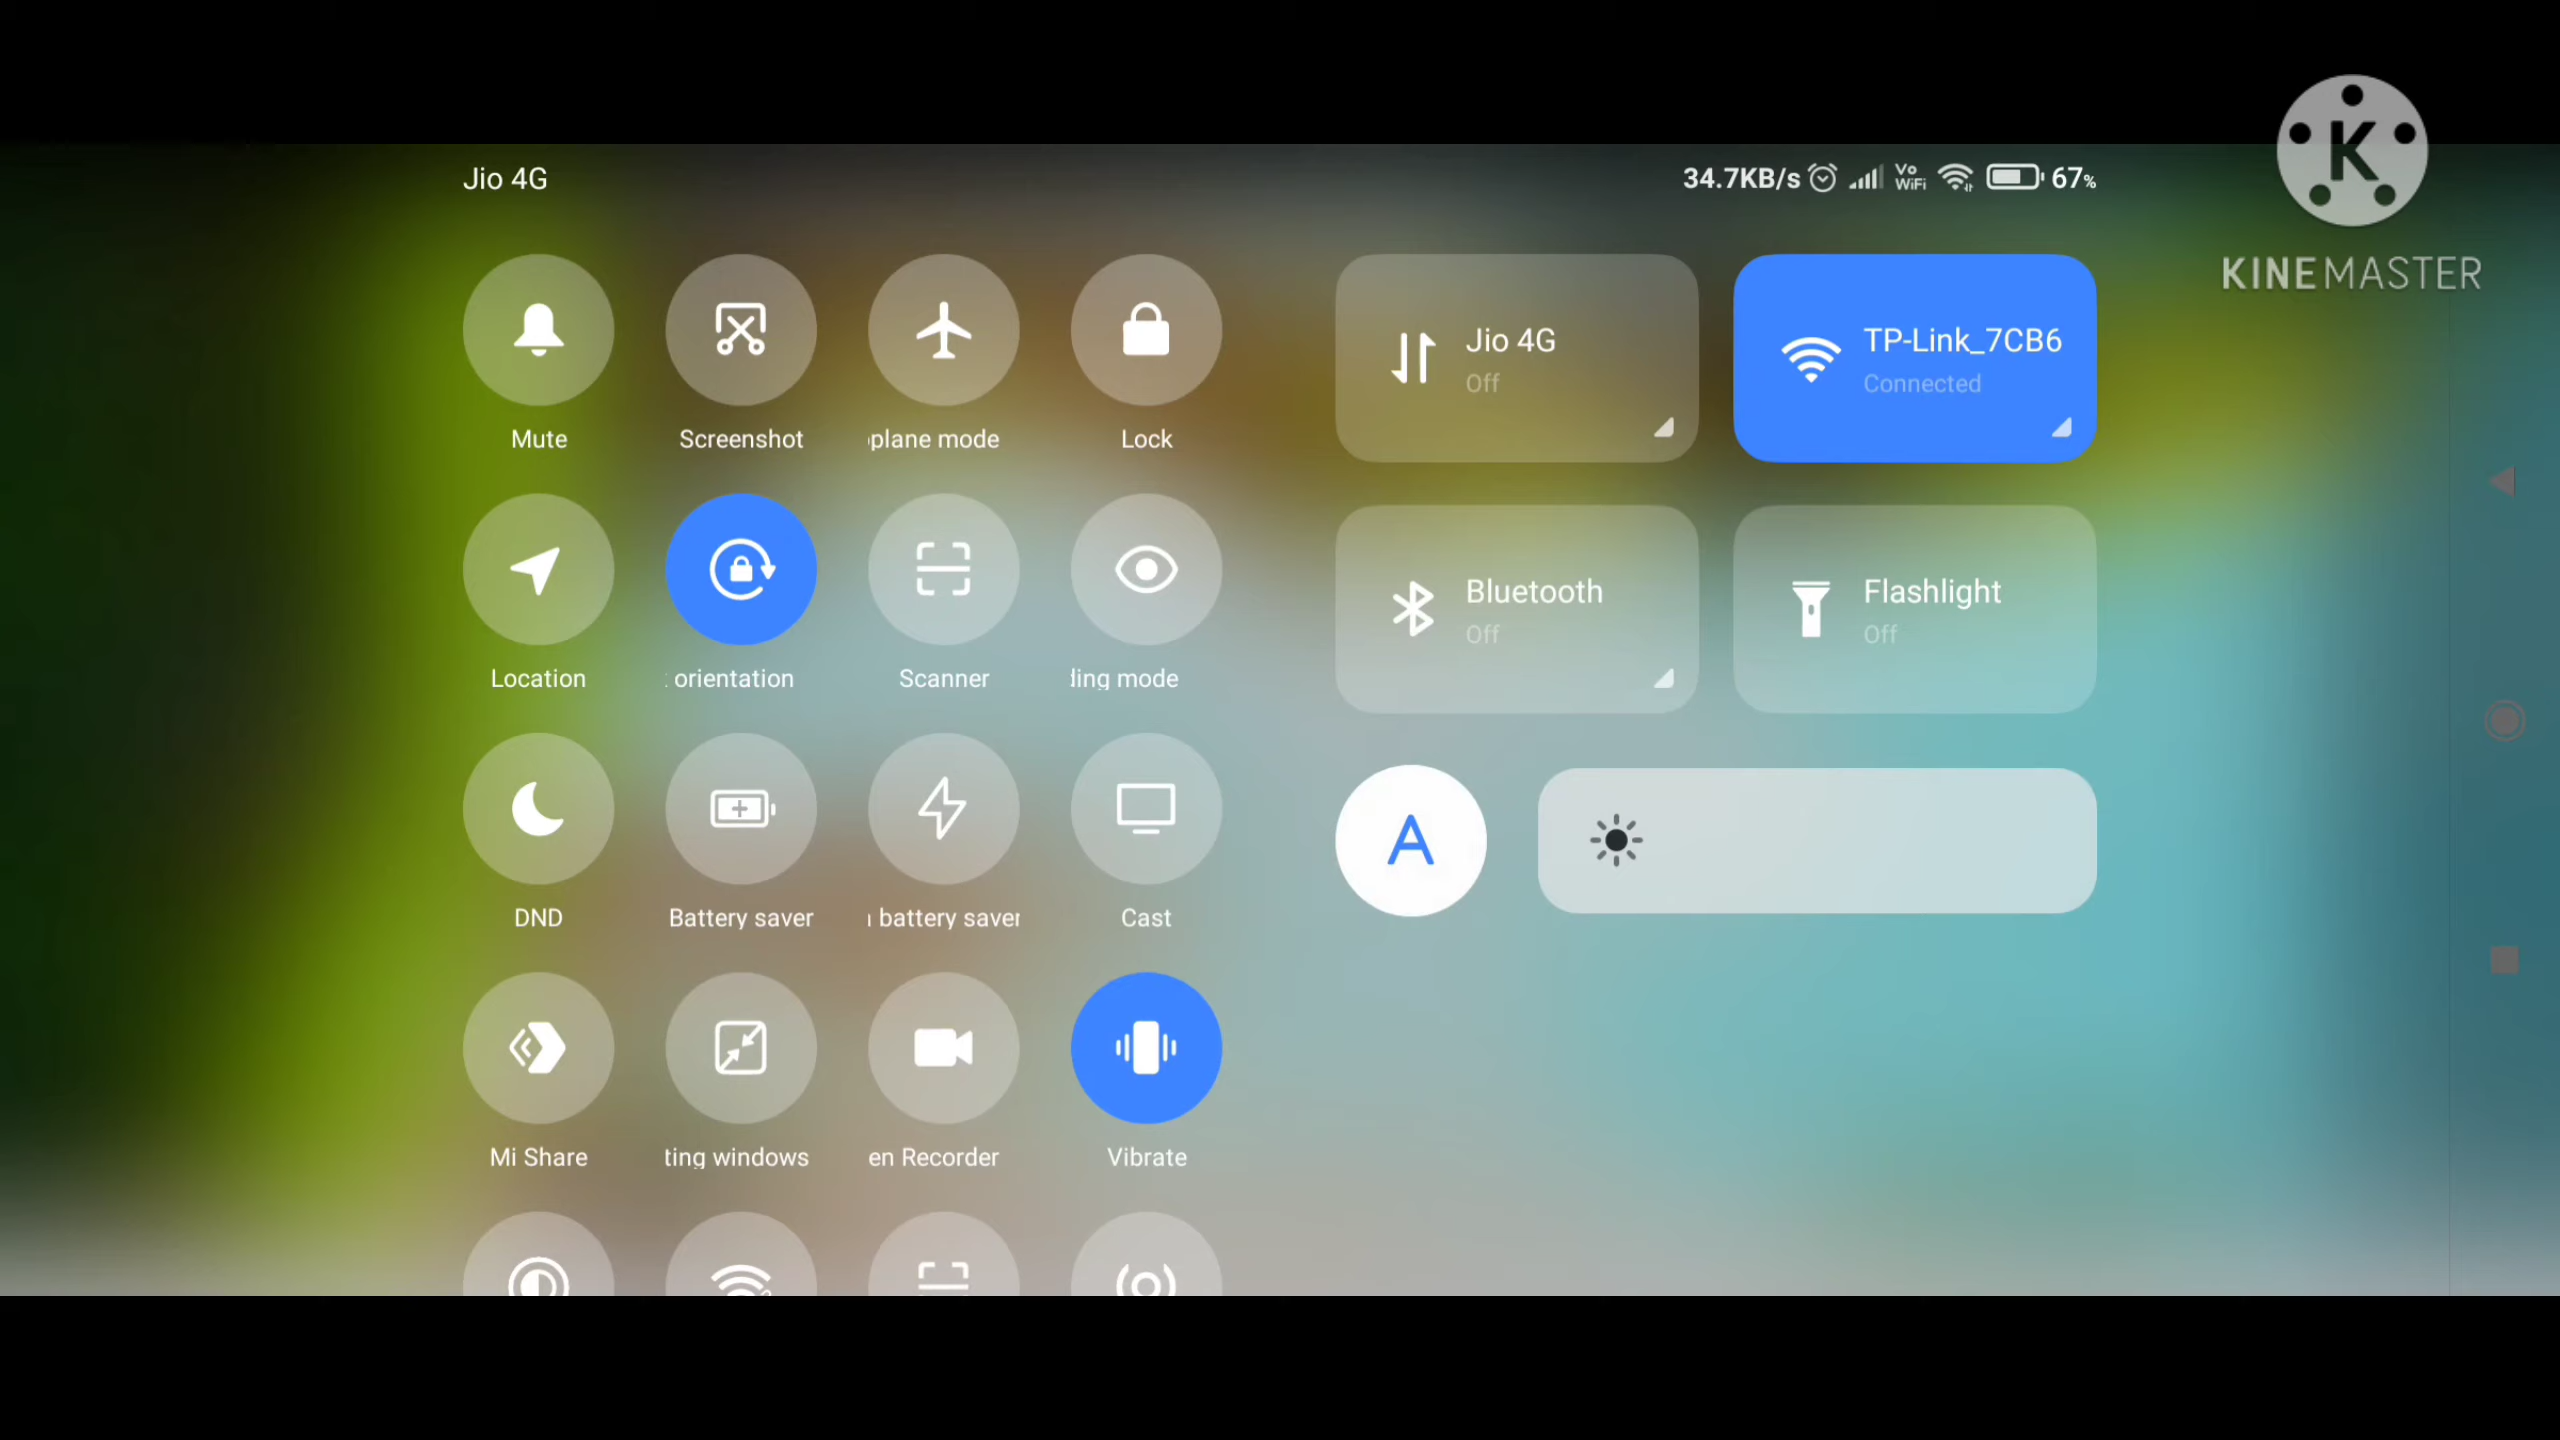 Jio 4G
34.7KB/s Vo WiFi 67%
KINEMASTER
Mute
Screenshot
plane mode
Lock
Jio 4G
Off
TP-Link_7CB6
Connected
Location
orientation
Scanner
ding mode
Bluetooth
Off
Flashlight
Off
DND
Battery saver
battery saver
Cast
A
Mi Share
ting windows
en Recorder
Vibrate